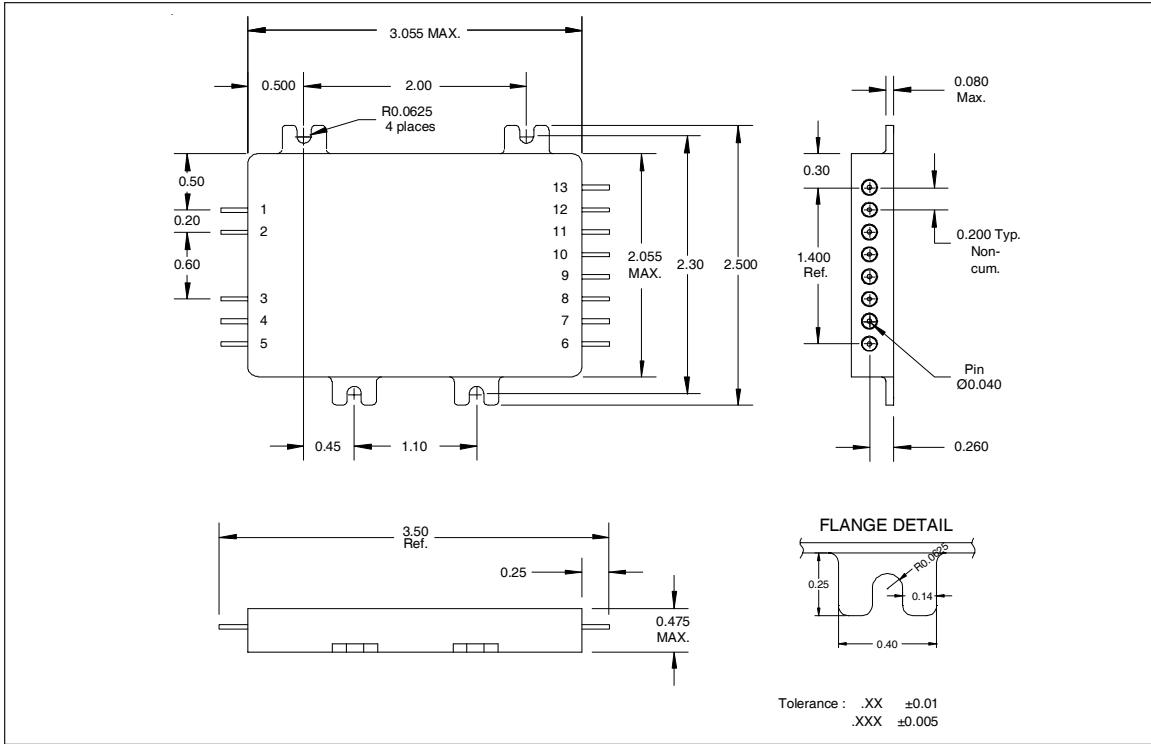 3.055 MAX.
0.500
2.00
R0.0625
4 places
0.080
Max.
0.50
0.20
0.60
1
2
3
4
5
13
12
11
10
9
8
7
6
2.055
MAX.
2.30
2.500
0.30
1.400
Ref.
0.200 Typ.
Non-
cum.
Pin
Ø0.040
0.45
1.10
0.260
3.50
Ref.
0.25
0.475
MAX.
FLANGE DETAIL
R0.0625
0.25
0.14
0.40
Tolerance : .XX ±0.01
.XXX ±0.005